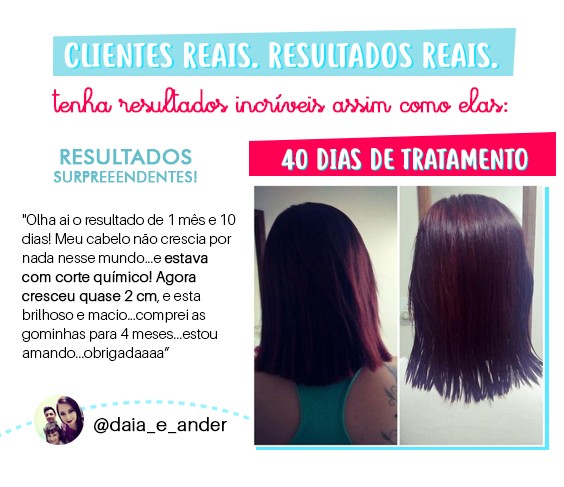 CLIENTES REAIS. RESULTADOS REAIS.
tenha resultados incríveis assim como elas:
RESULTADOS
SURPREEENDENTES!
40 DIAS DE TRATAMENTO
"Olha ai o resultado de 1 mês e 10
dias! Meu cabelo não crescia por
nada nesse mundo...e estava
com corte químico! Agora
cresceu quase 2 cm, e esta
brilhoso e macio...comprei as
gominhas para 4 meses...estou
amando...obrigadaaaa”
@daia_e_ander